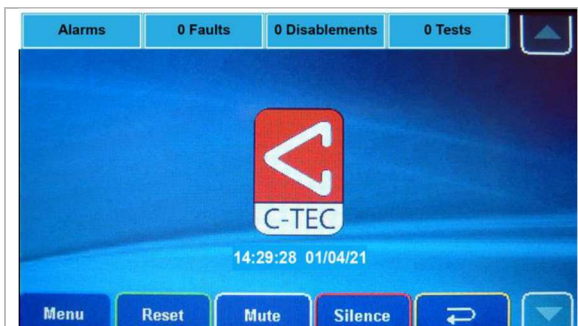 Alarms 0 Faults 0 Disablements 0 Tests
C-TEC
14:29:28 01/04/21
Menu Reset Mute Silence